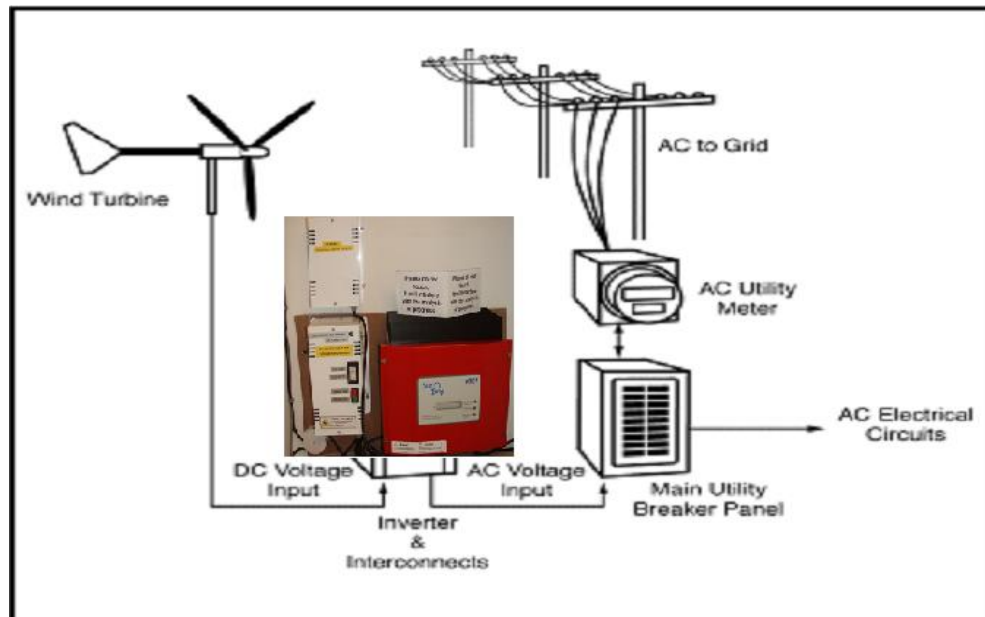 AC to Grid
Wind Turbine
AC Utility
Meter
AC Electrical
Circuits
DC Voltage
Input
AC Voltage
Input
Main Utility
Breaker Panel
Inverter
&
Interconnects